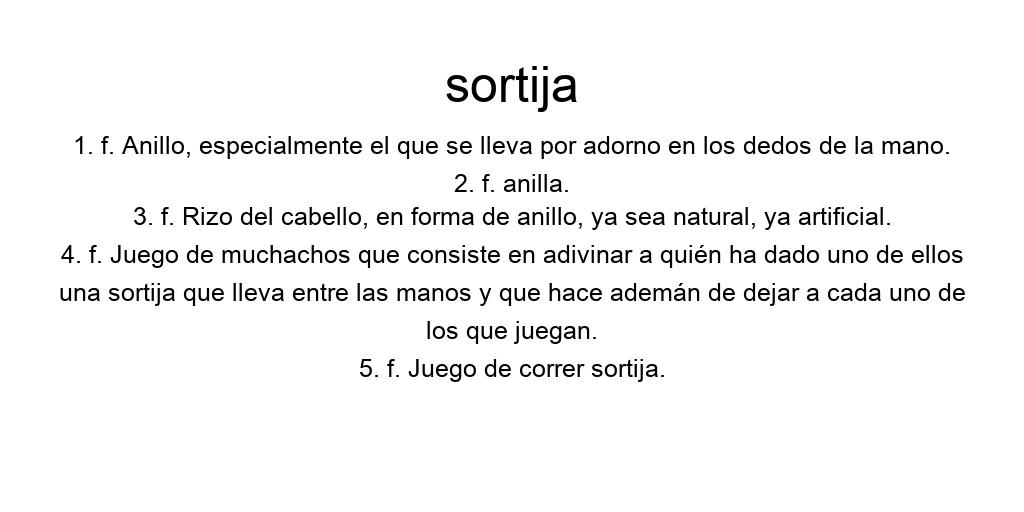 sortija
1. f. Anillo, especialmente el que se lleva por adorno en los dedos de la mano.
2. f. anilla.
3. f. Rizo del cabello, en forma de anillo, ya sea natural, ya artificial.
4. f. Juego de muchachos que consiste en adivinar a quién ha dado uno de ellos
una sortija que lleva entre las manos y que hace ademán de dejar a cada uno de
los que juegan.
5. f. Juego de correr sortija.